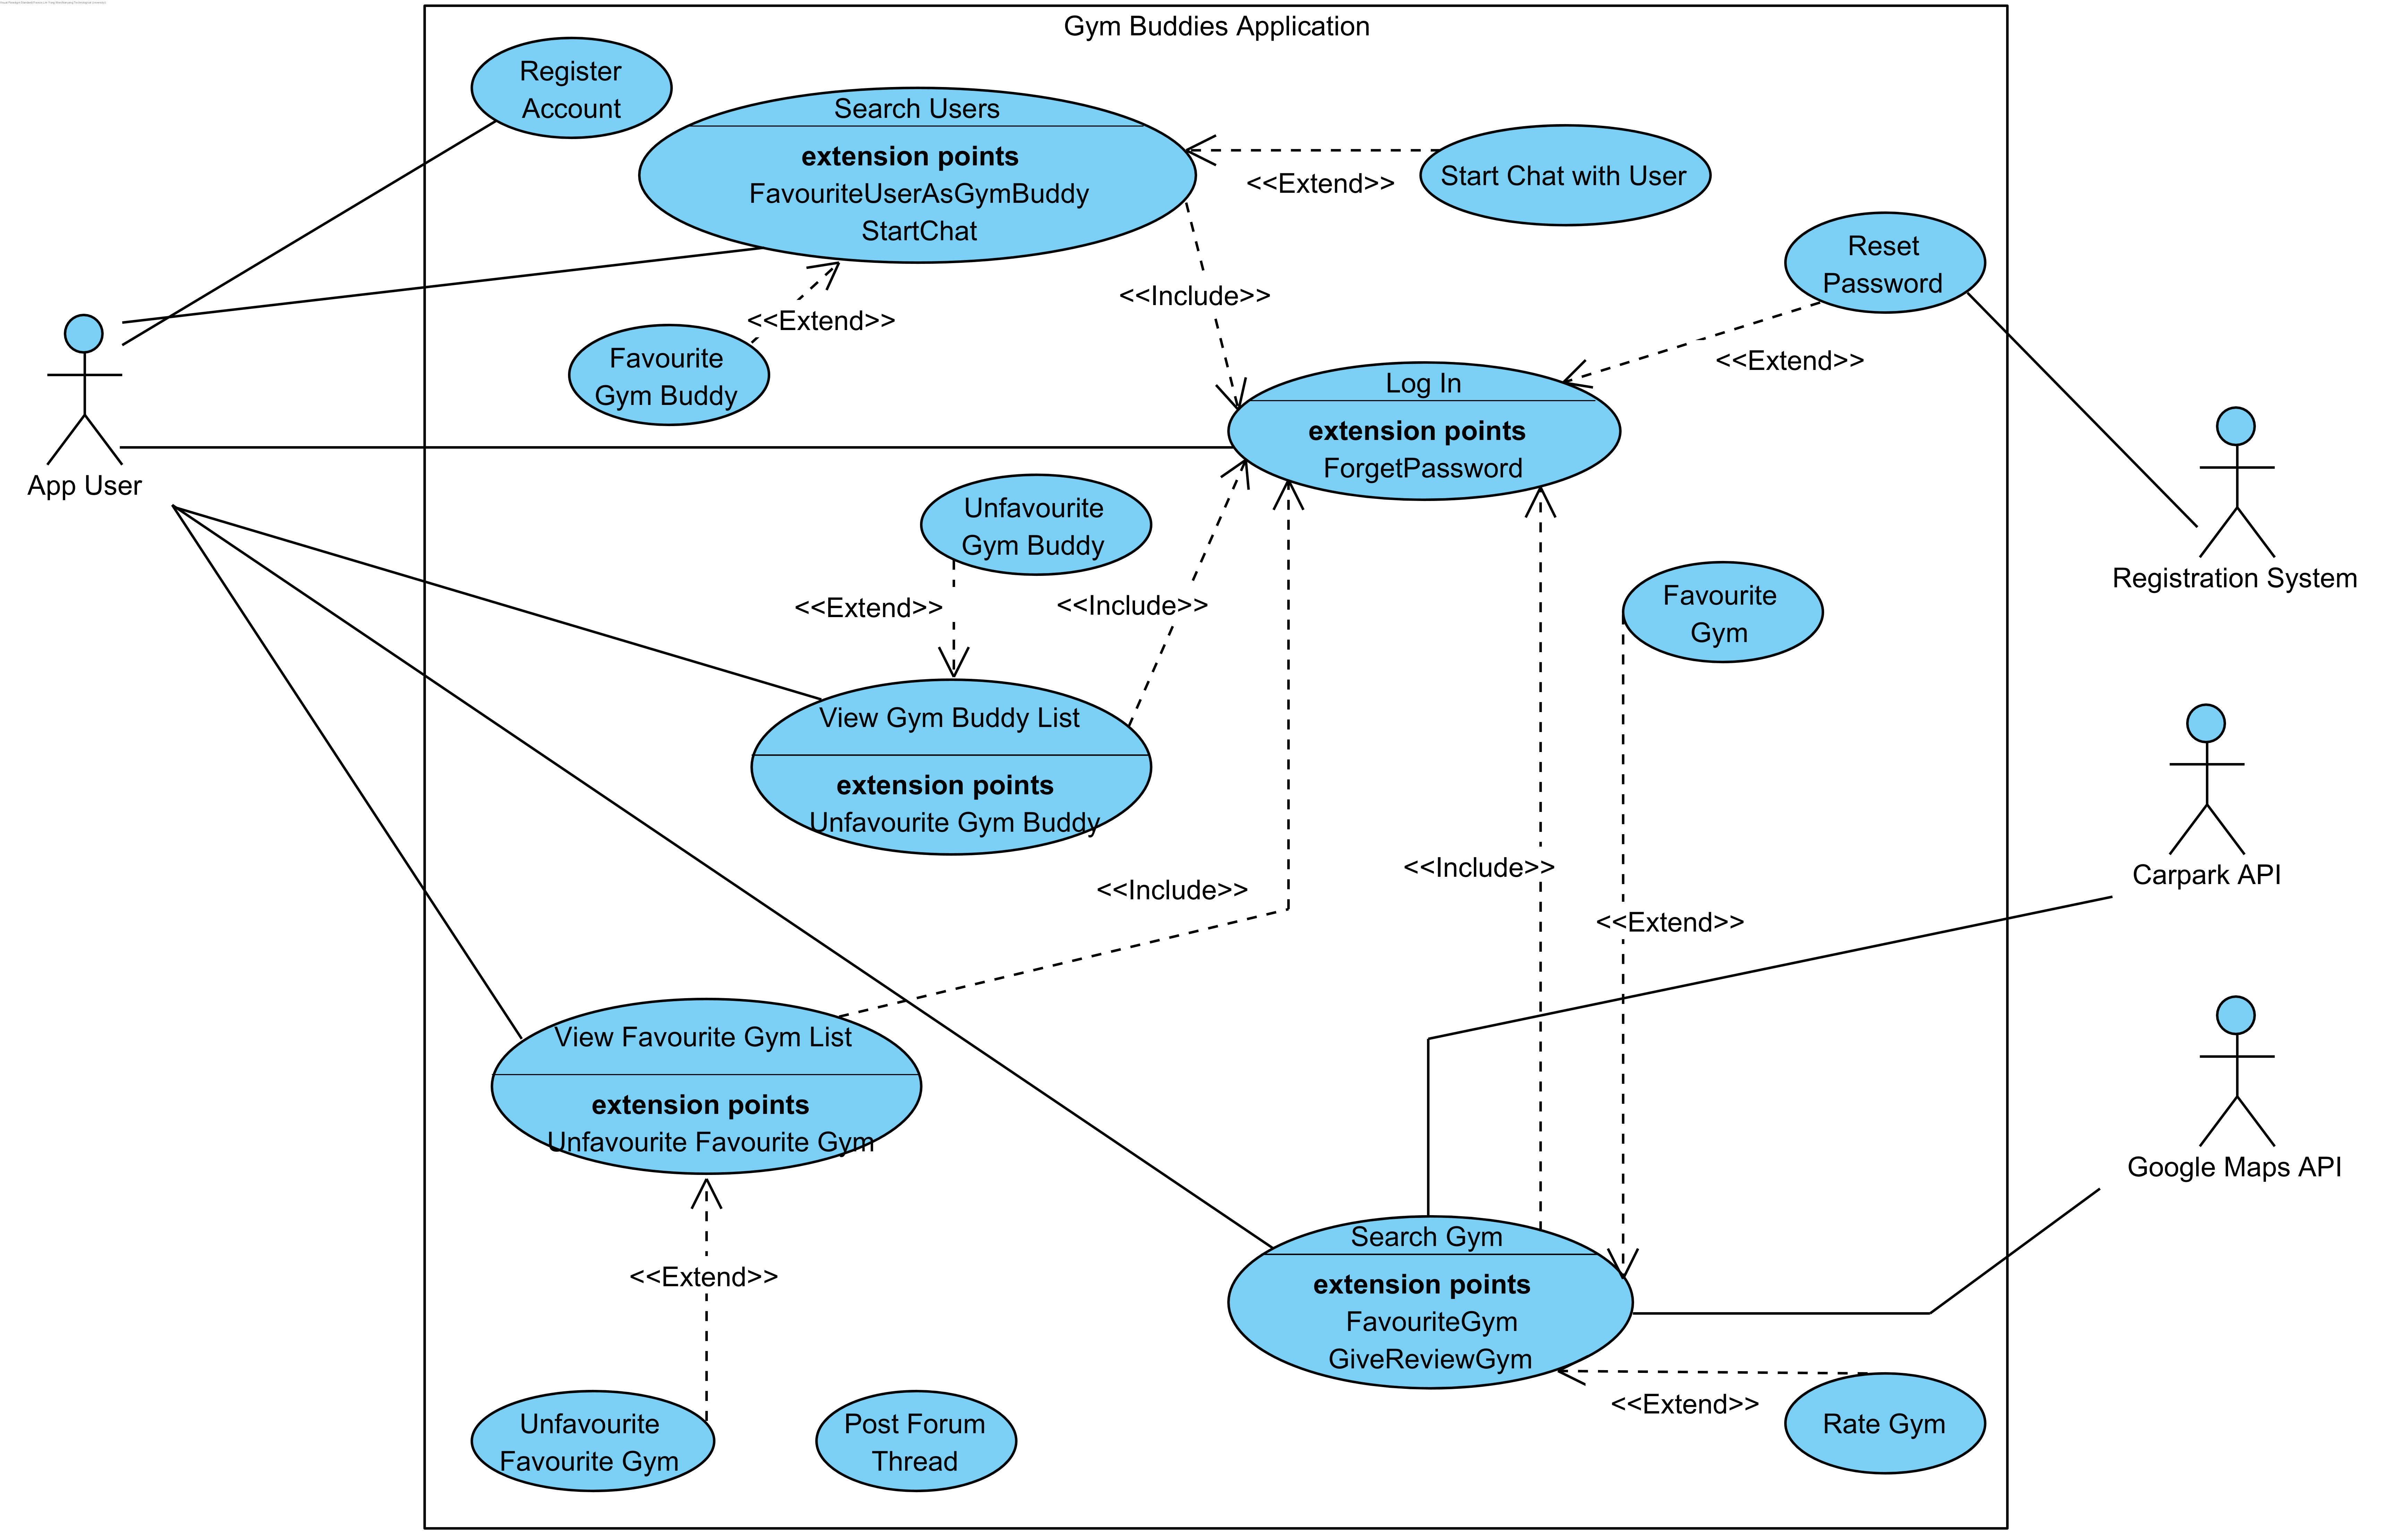 Gym Buddies Application
Register
Account
Search Users
extension points
FavouriteUserAsGymBuddy
StartChat
<<Extend>>
Start Chat with User
Reset
Password
<<Include>>
<<Extend>>
Favourite
Gym Buddy
<<Extend>>
Log In
extension points
ForgetPassword
App User
Registration System
Unfavourite
Gym Buddy
<<Extend>>
<<Include>>
Favourite
Gym
View Gym Buddy List
extension points
Unfavourite Gym Buddy
Carpark API
<<Include>>
<<Include>>
<<Extend>>
View Favourite Gym List
extension points
Unfavourite Favourite Gym
Google Maps API
<<Extend>>
Search Gym
extension points
FavouriteGym
GiveReviewGym
<<Extend>>
Unfavourite
Favourite Gym
Post Forum
Thread
Rate Gym